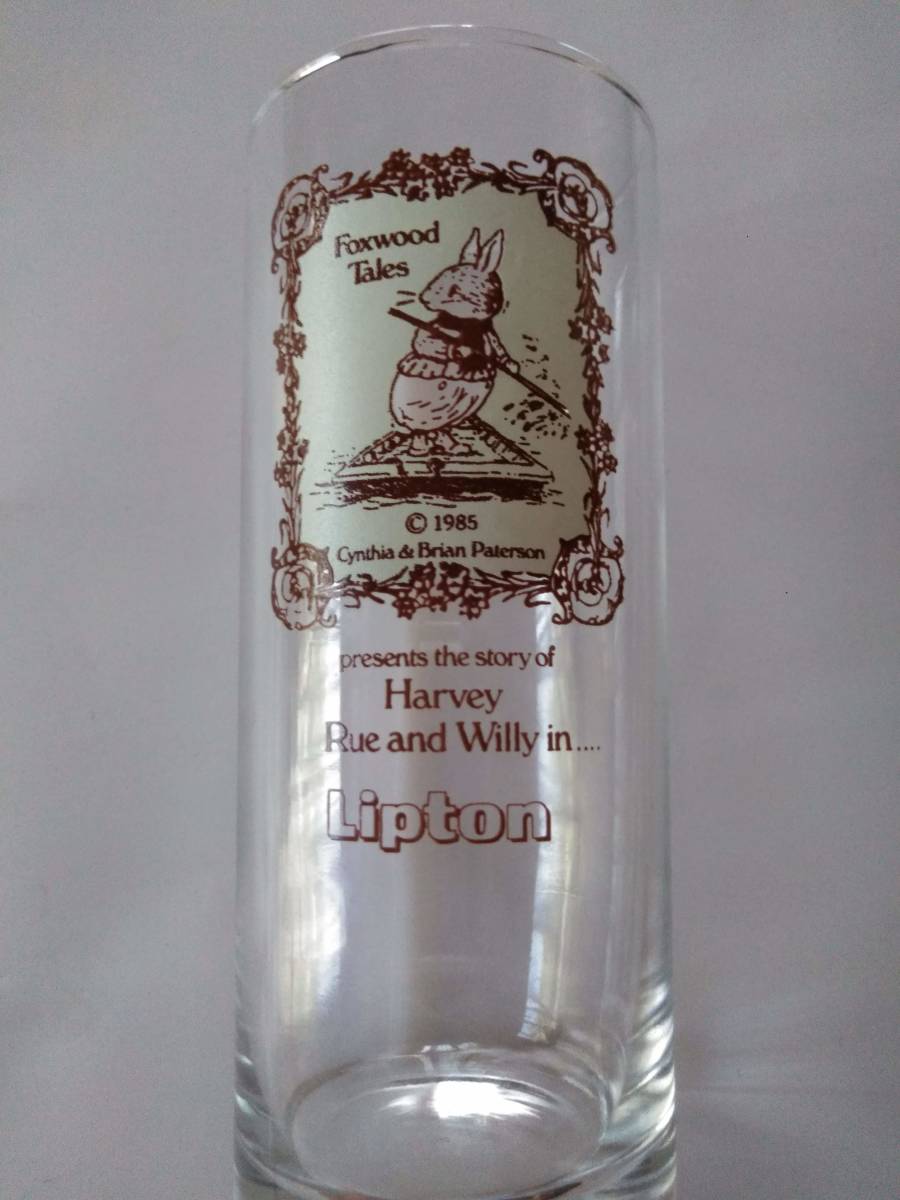 Foxwood
Tales
© 1985
Cynthia & Brian Paterson
presents the story of
Harvey
Rue and Willy in....
Lipton